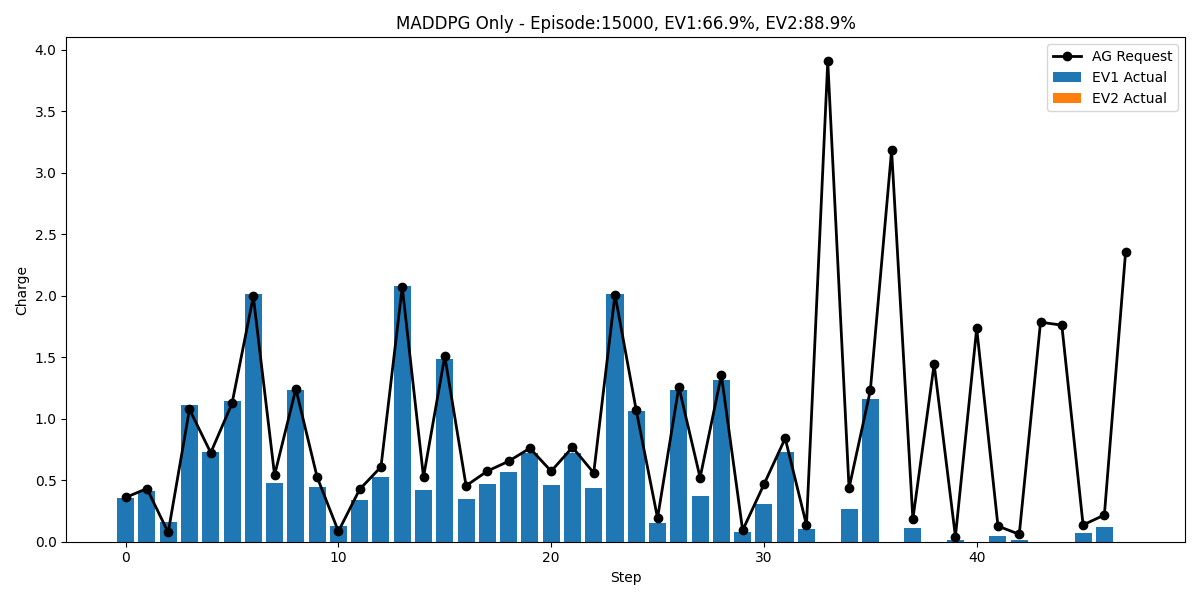 MADDPG Only - Episode:15000, EV1:66.9%, EV2:88.9%
AG Request
EV1 Actual
EV2 Actual
4.0
3.5
3.0
2.5
2.0
1.5
1.0
0.5
0.0
Charge
0 10 20 30 40
Step